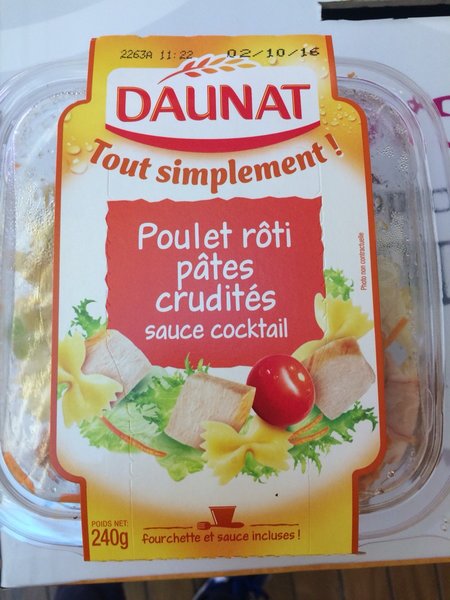 2263A 11:22 02/10/16
DAUNAT
Tout simplement !
Poulet rôti
pâtes
crudités
sauce cocktail
Photo non contractuelle
POIDS NET:
240g
fourchette et sauce incluses !